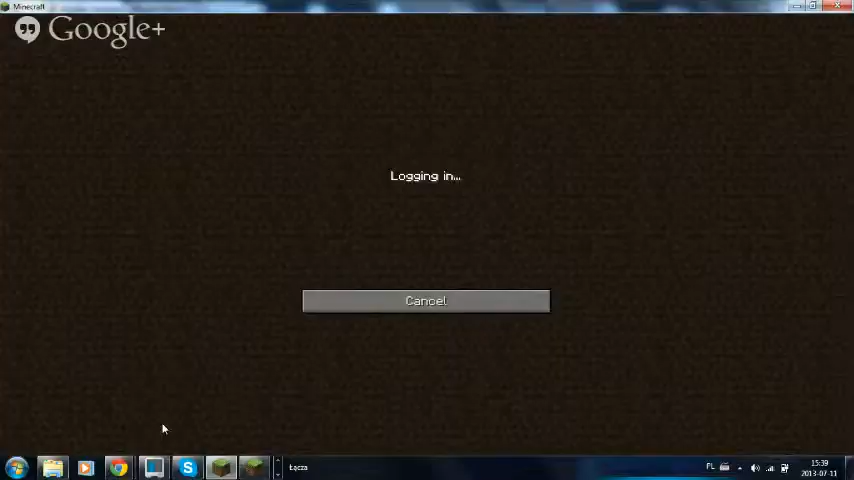 Minecraft
Google+
Logging in...
Cancel
Łącza
PL
15:39
2013-07-11